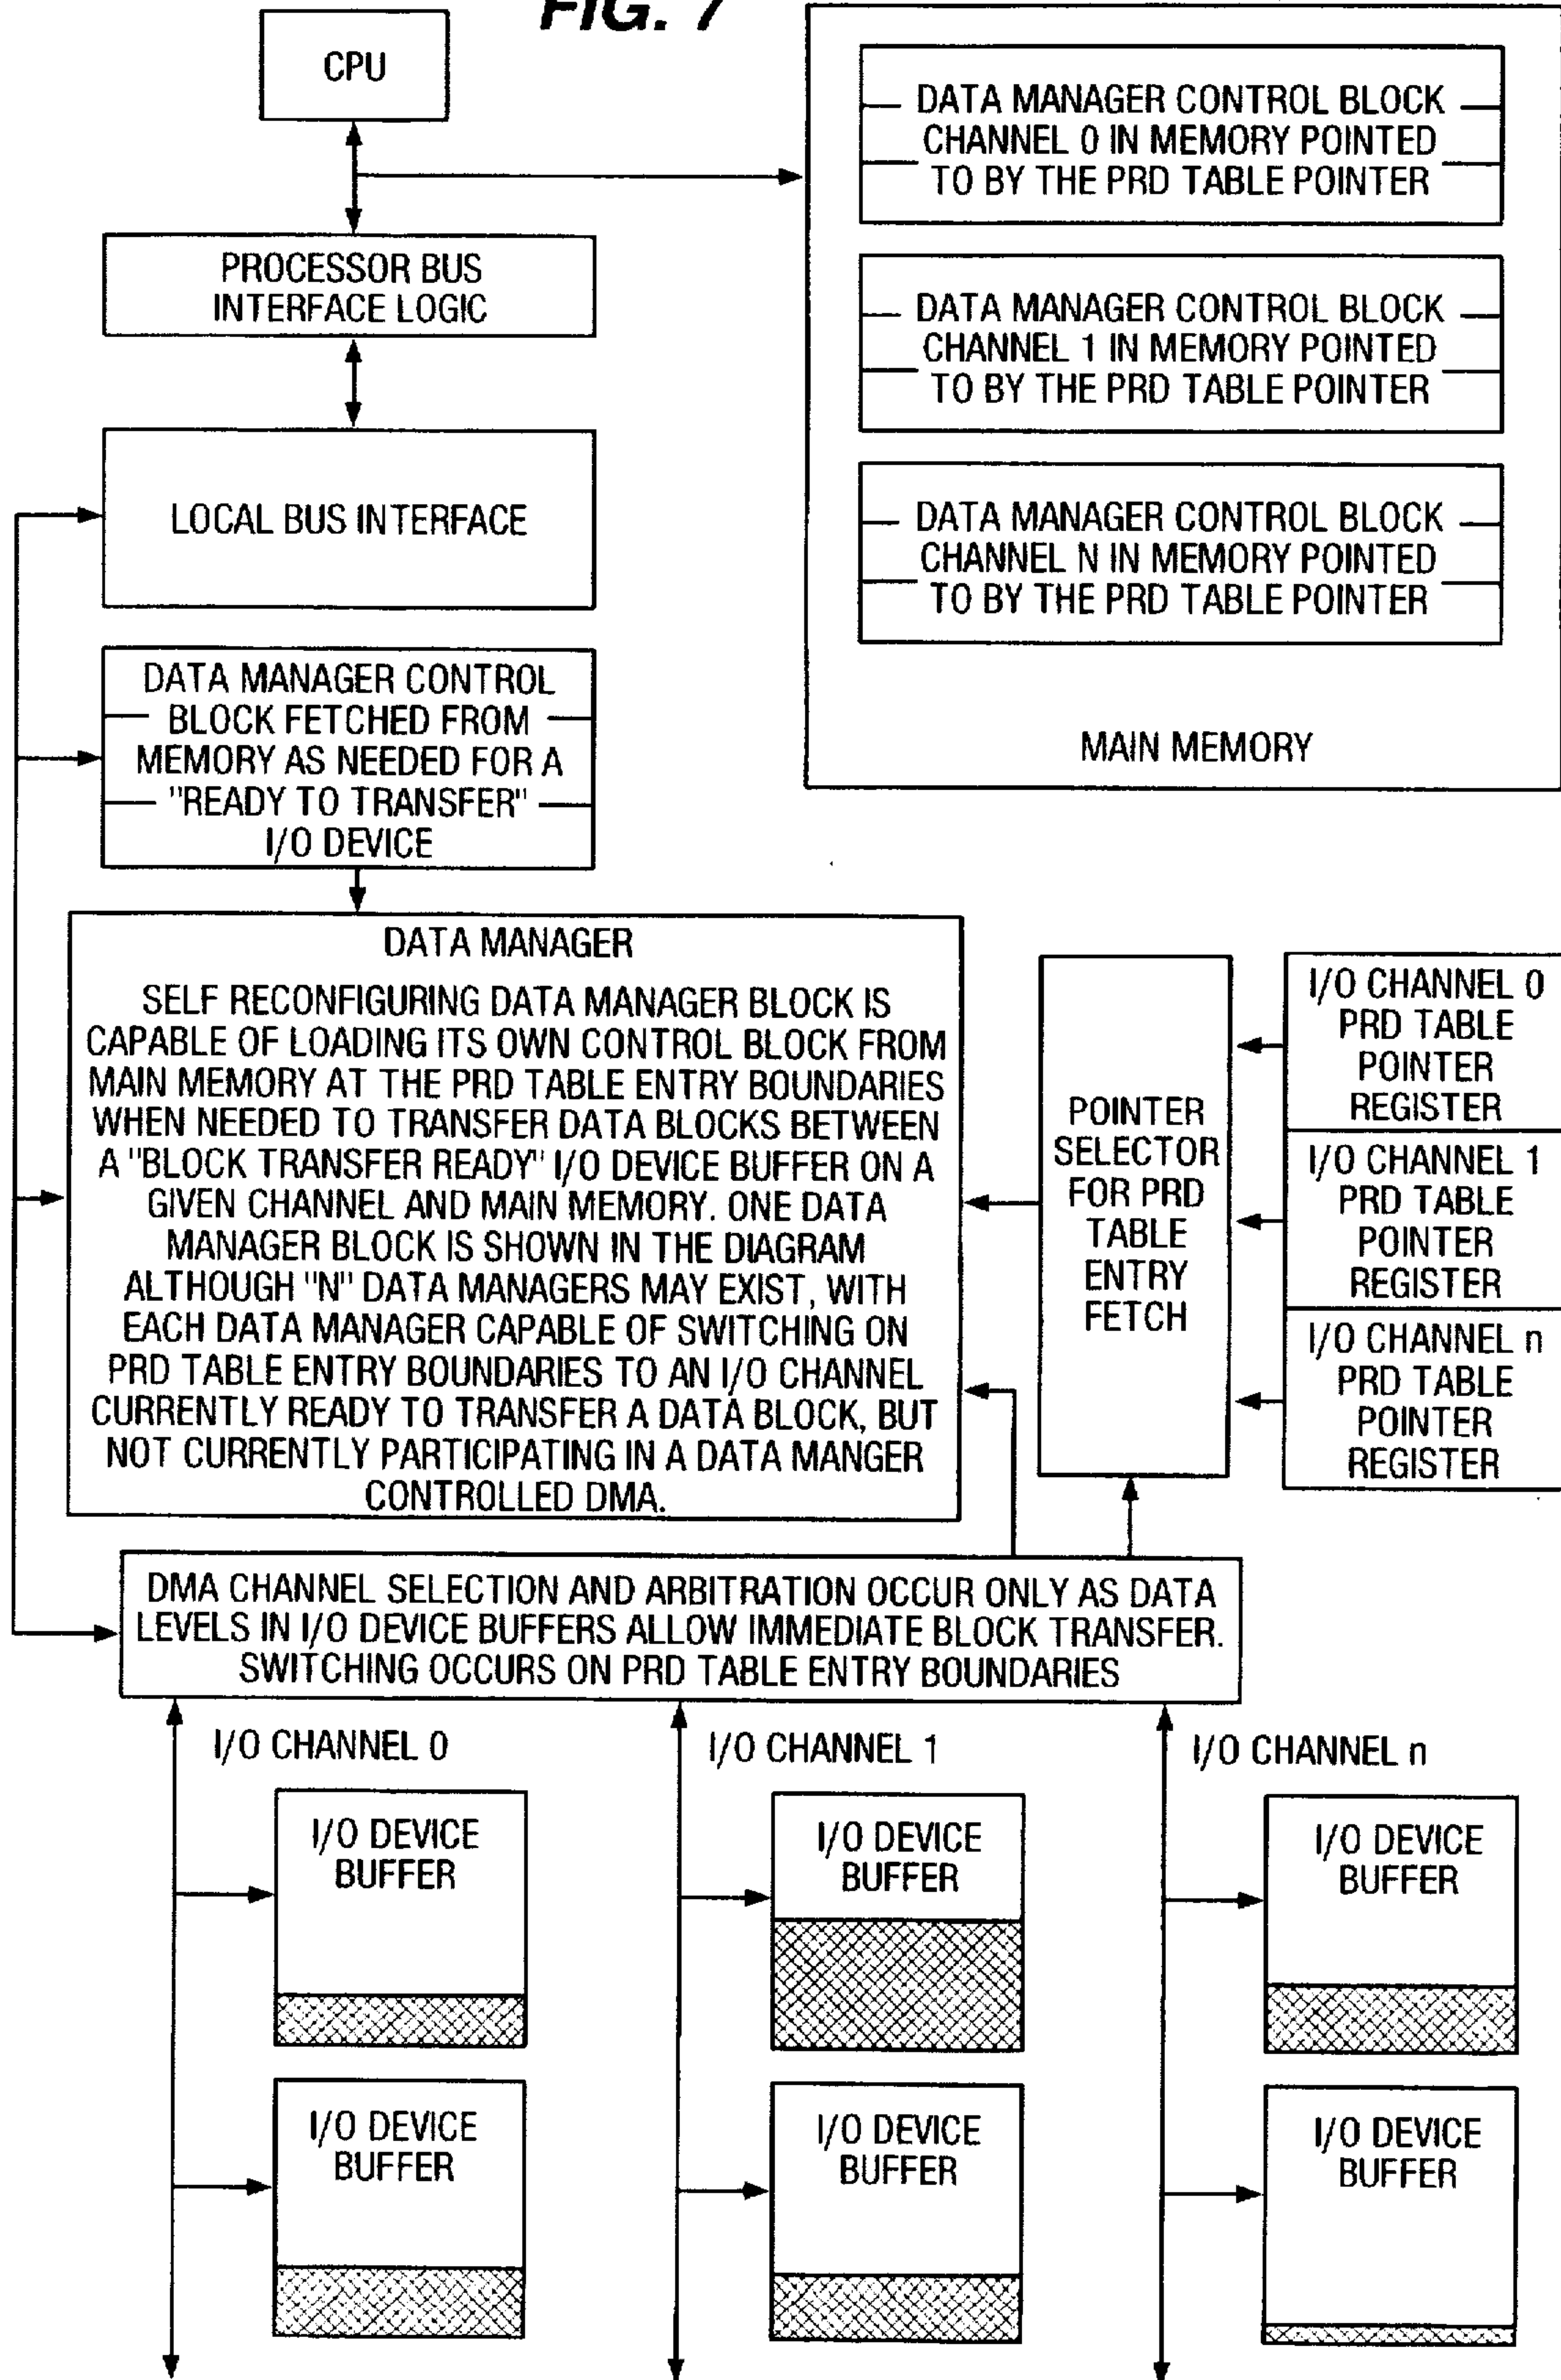 FIG. 7
CPU
PROCESSOR BUS
INTERFACE LOGIC
LOCAL BUS INTERFACE
DATA MANAGER CONTROL
BLOCK FETCHED FROM
MEMORY AS NEEDED FOR A
"READY TO TRANSFER"
I/O DEVICE
DATA MANAGER CONTROL BLOCK
CHANNEL 0 IN MEMORY POINTED
TO BY THE PRD TABLE POINTER
DATA MANAGER CONTROL BLOCK
CHANNEL 1 IN MEMORY POINTED
TO BY THE PRD TABLE POINTER
DATA MANAGER CONTROL BLOCK
CHANNEL N IN MEMORY POINTED
TO BY THE PRD TABLE POINTER
MAIN MEMORY
DATA MANAGER
SELF RECONFIGURING DATA MANAGER BLOCK IS
CAPABLE OF LOADING ITS OWN CONTROL BLOCK FROM
MAIN MEMORY AT THE PRD TABLE ENTRY BOUNDARIES
WHEN NEEDED TO TRANSFER DATA BLOCKS BETWEEN
A "BLOCK TRANSFER READY" I/O DEVICE BUFFER ON A
GIVEN CHANNEL AND MAIN MEMORY. ONE DATA
MANAGER BLOCK IS SHOWN IN THE DIAGRAM
ALTHOUGH "N" DATA MANAGERS MAY EXIST, WITH
EACH DATA MANAGER CAPABLE OF SWITCHING ON
PRD TABLE ENTRY BOUNDARIES TO AN I/O CHANNEL
CURRENTLY READY TO TRANSFER A DATA BLOCK, BUT
NOT CURRENTLY PARTICIPATING IN A DATA MANGER
CONTROLLED DMA.
POINTER
SELECTOR
FOR PRD
TABLE
ENTRY
FETCH
I/O CHANNEL 0
PRD TABLE
POINTER
REGISTER
I/O CHANNEL 1
PRD TABLE
POINTER
REGISTER
I/O CHANNEL n
PRD TABLE
POINTER
REGISTER
DMA CHANNEL SELECTION AND ARBITRATION OCCUR ONLY AS DATA
LEVELS IN I/O DEVICE BUFFERS ALLOW IMMEDIATE BLOCK TRANSFER.
SWITCHING OCCURS ON PRD TABLE ENTRY BOUNDARIES
I/O CHANNEL 0
I/O CHANNEL 1
I/O CHANNEL n
I/O DEVICE
BUFFER
I/O DEVICE
BUFFER
I/O DEVICE
BUFFER
I/O DEVICE
BUFFER
I/O DEVICE
BUFFER
I/O DEVICE
BUFFER